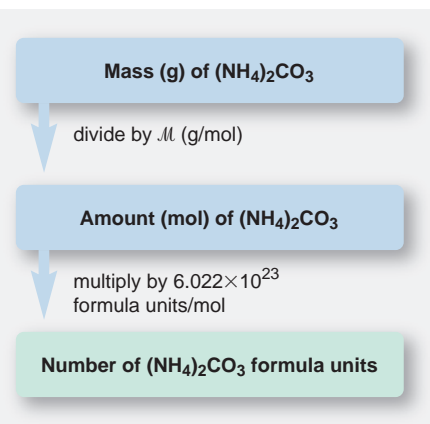 Mass (g) of (NH₄)₂CO₃
divide by ℳ (g/mol)
Amount (mol) of (NH₄)₂CO₃
multiply by 6.022×10²³
formula units/mol
Number of (NH₄)₂CO₃ formula units